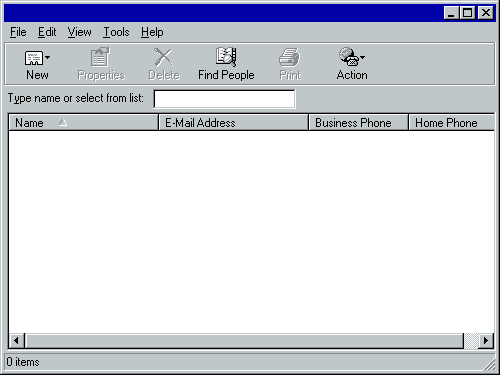 File Edit View Tools Help
New Properties Delete Find People Print Action
Type name or select from list:
Name E-Mail Address Business Phone Home Phone
0 items